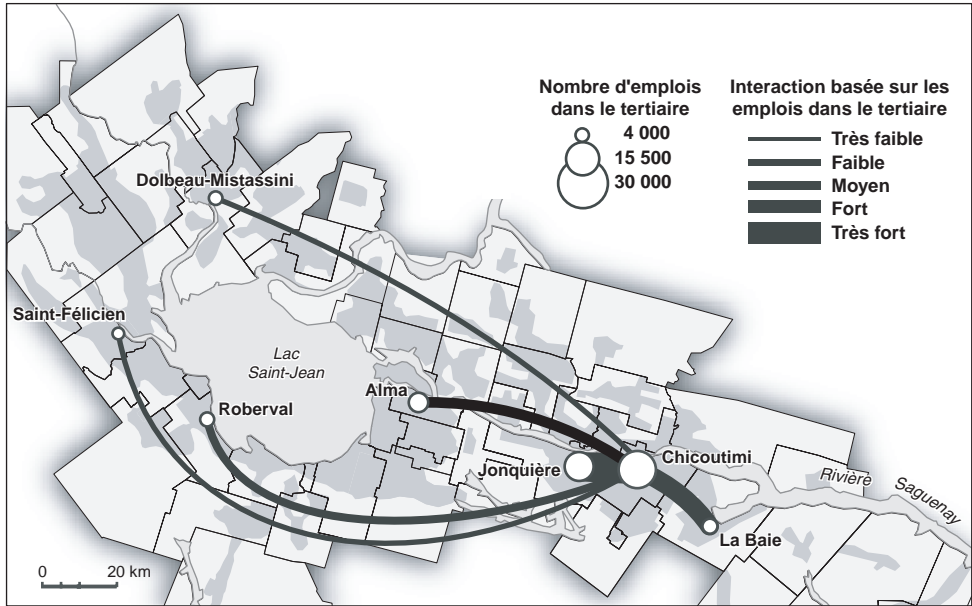 Nombre d'emplois
dans le tertiaire
4 000
15 500
30 000
Interaction basée sur les
emplois dans le tertiaire
Très faible
Faible
Moyen
Fort
Très fort
Dolbeau-Mistassini
Saint-Félicien
Lac
Saint-Jean
Alma
Roberval
Jonquière
Chicoutimi
Rivière
Saguenay
La Baie
0 20 km